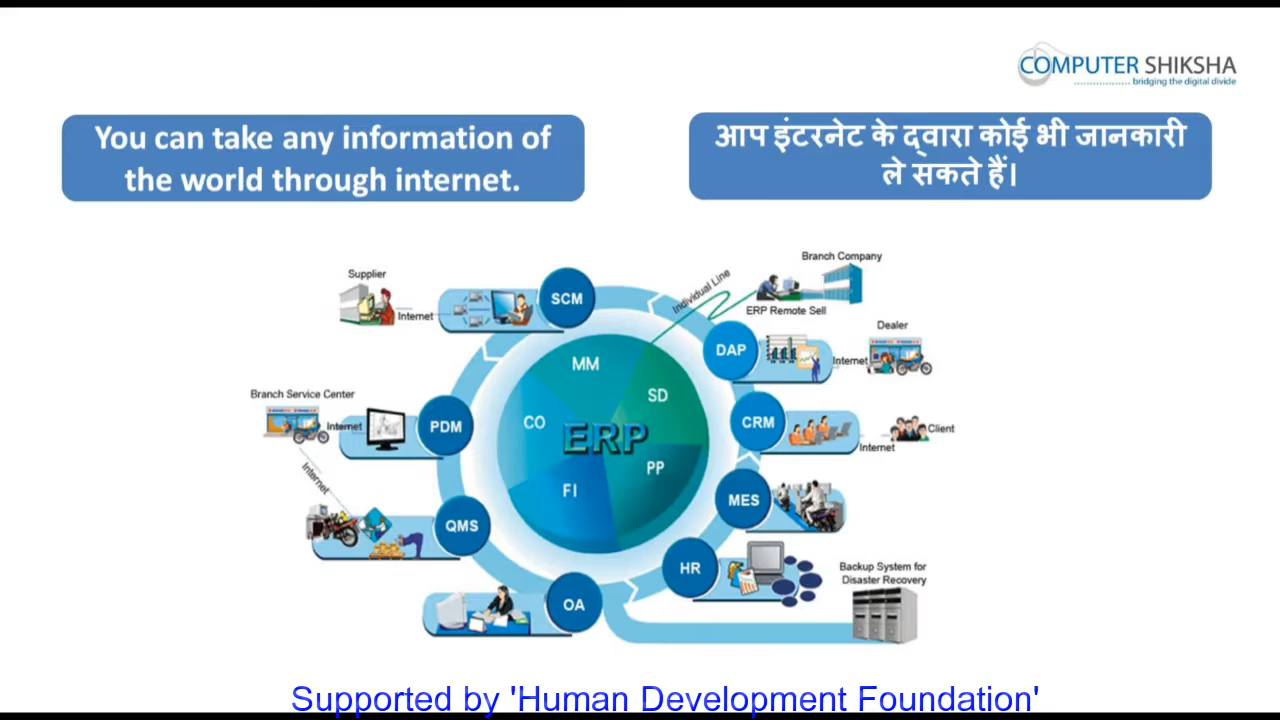 COMPUTER SHIKSHA
bridging the digital divide
You can take any information of
the world through internet.
आप इंटरनेट के द्वारा कोई भी जानकारी
ले सकते हैं।
Supplier
Internet
SCM
Individual Line
Branch Company
ERP Remote Sell
DAP
Internet
Dealer
Branch Service Center
Internet
PDM
MM
SD
CO
ERP
PP
FI
CRM
Internet
Client
Internet
QMS
MES
HR
OA
Backup System for
Disaster Recovery
Supported by 'Human Development Foundation'